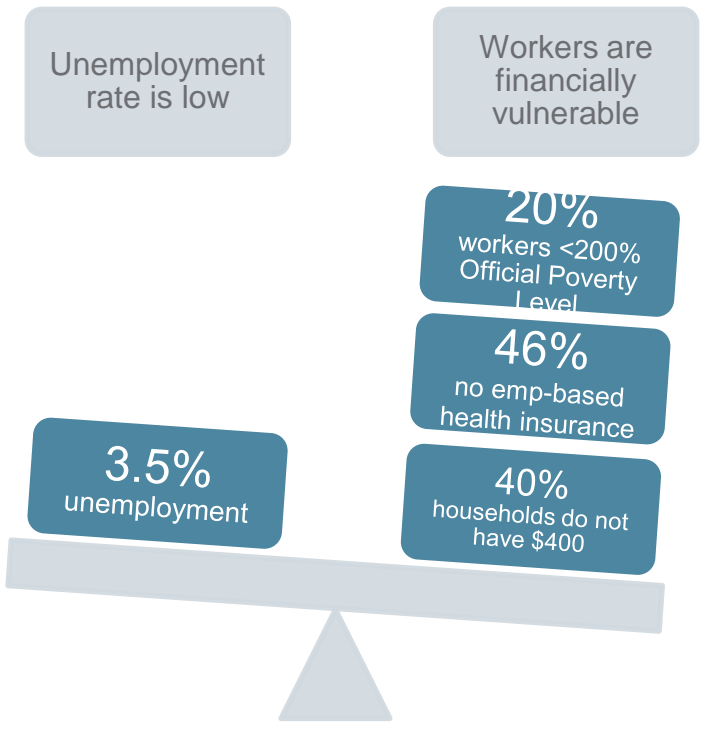 Unemployment
rate is low
Workers are
financially
vulnerable
20%
workers <200%
Official Poverty
Level
46%
no emp-based
health insurance
3.5%
unemployment
40%
households do not
have $400